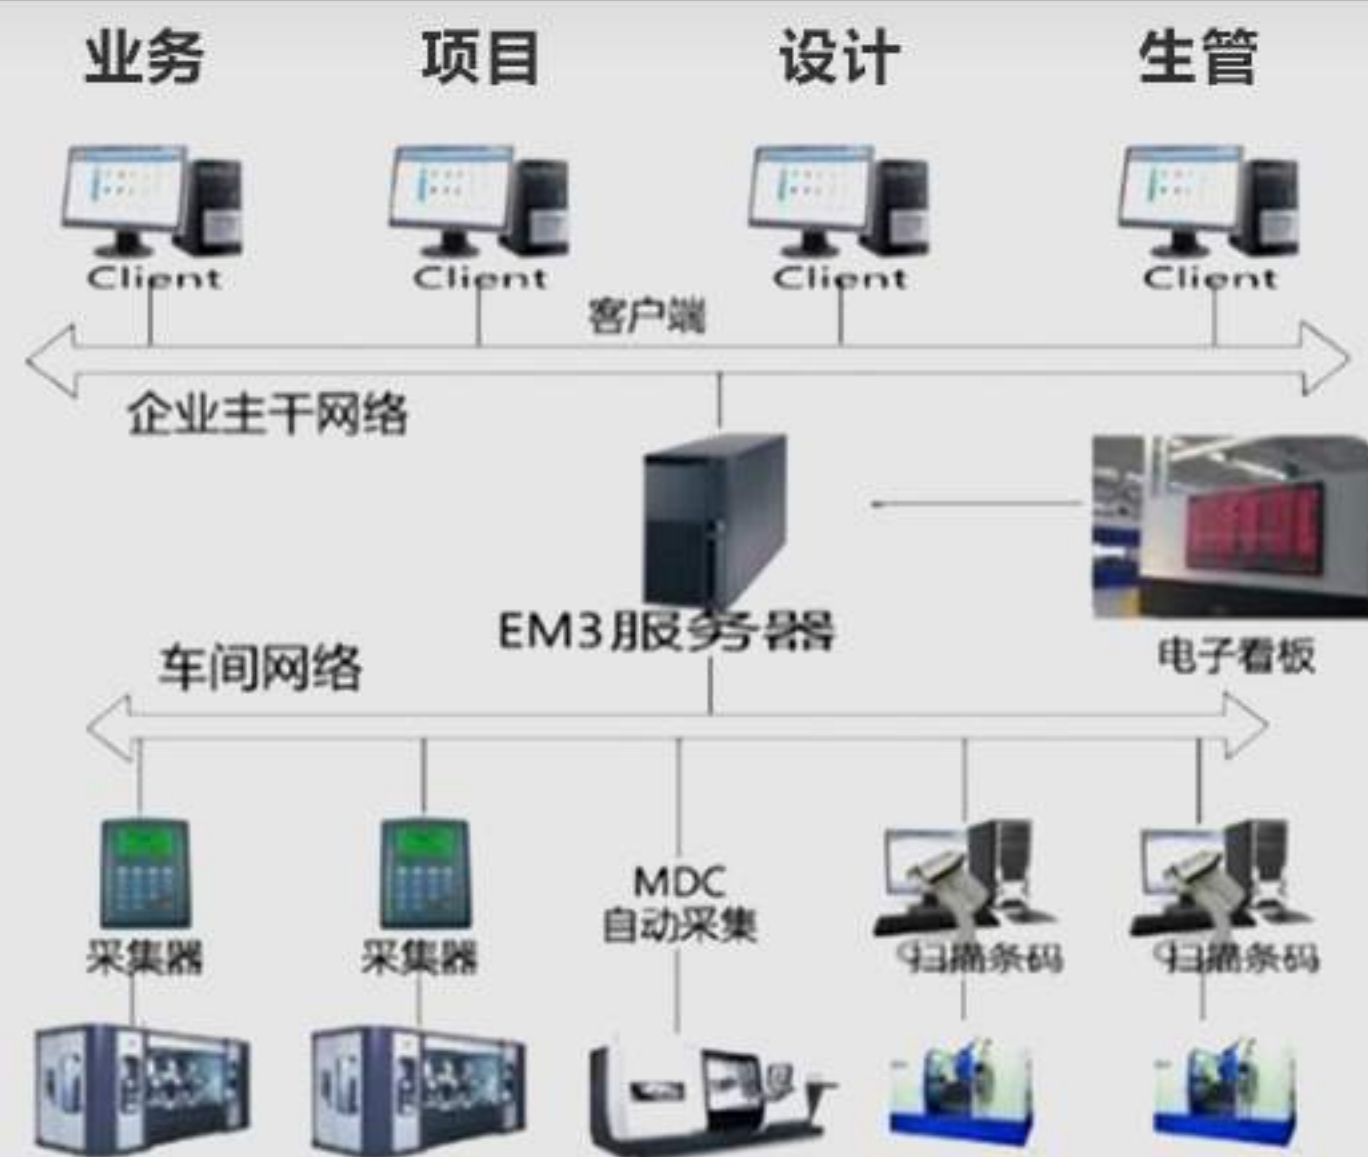 业务
项目
设计
生管
Client
Client
Client
Client
客户端
企业主干网络
EM3服务器
电子看板
车间网络
MDC
自动采集
采集器
采集器
扫描条码
扫描条码